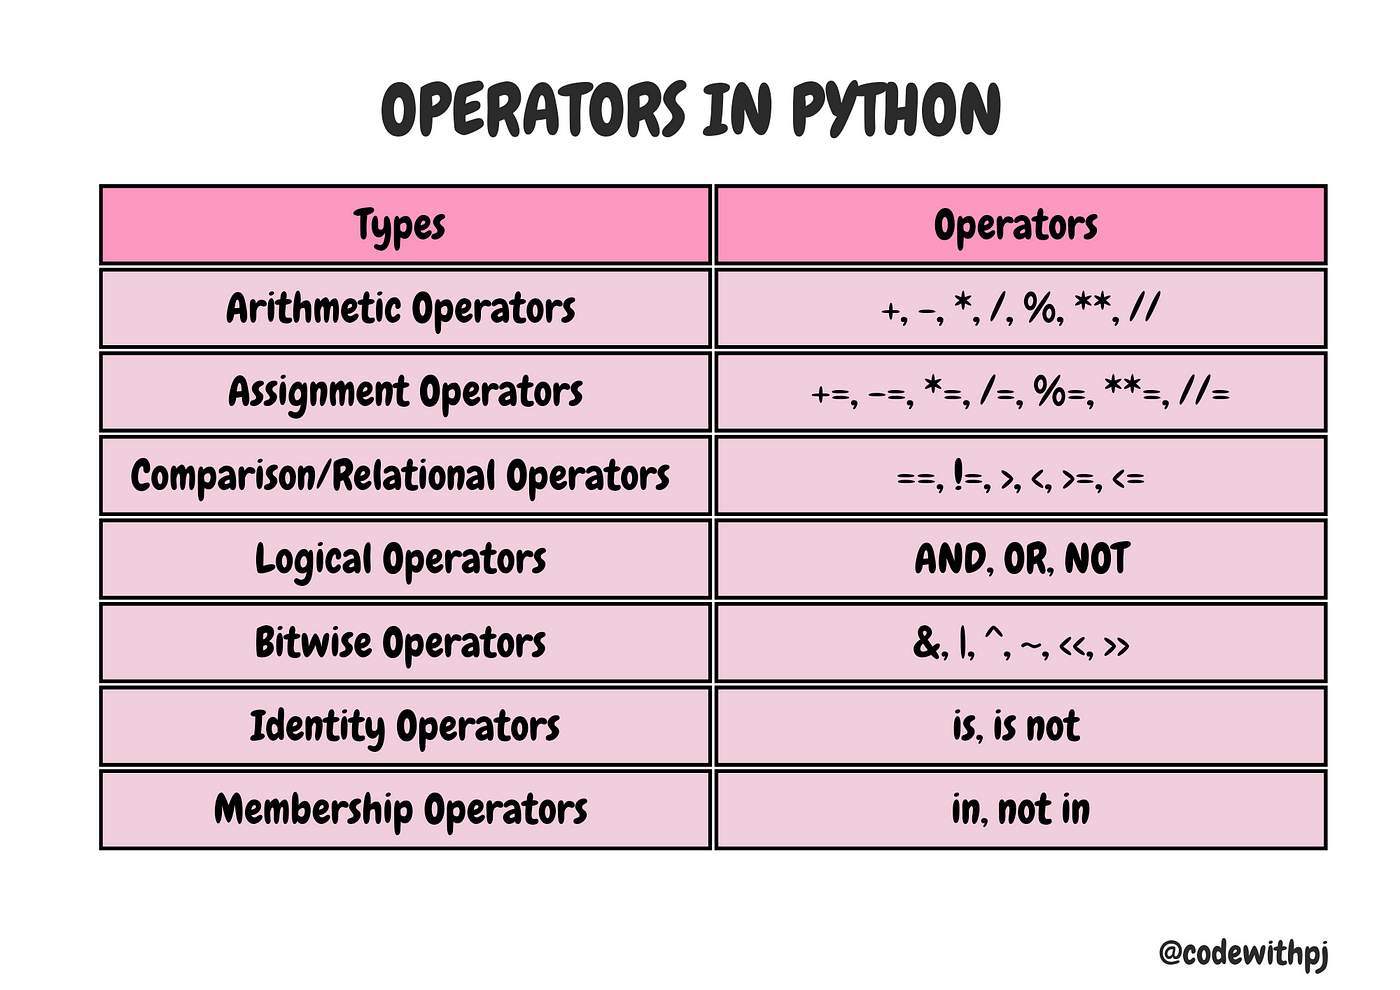 OPERATORS IN PYTHON
Types Operators
Arithmetic Operators +, -, *, /, %, **, //
Assignment Operators +=, -=, *=, /=, %=, **=, //=
Comparison/Relational Operators ==, !=, >, <, >=, <=
Logical Operators AND, OR, NOT
Bitwise Operators &, |, ^, ~, <<, >>
Identity Operators is, is not
Membership Operators in, not in
@codewithpj